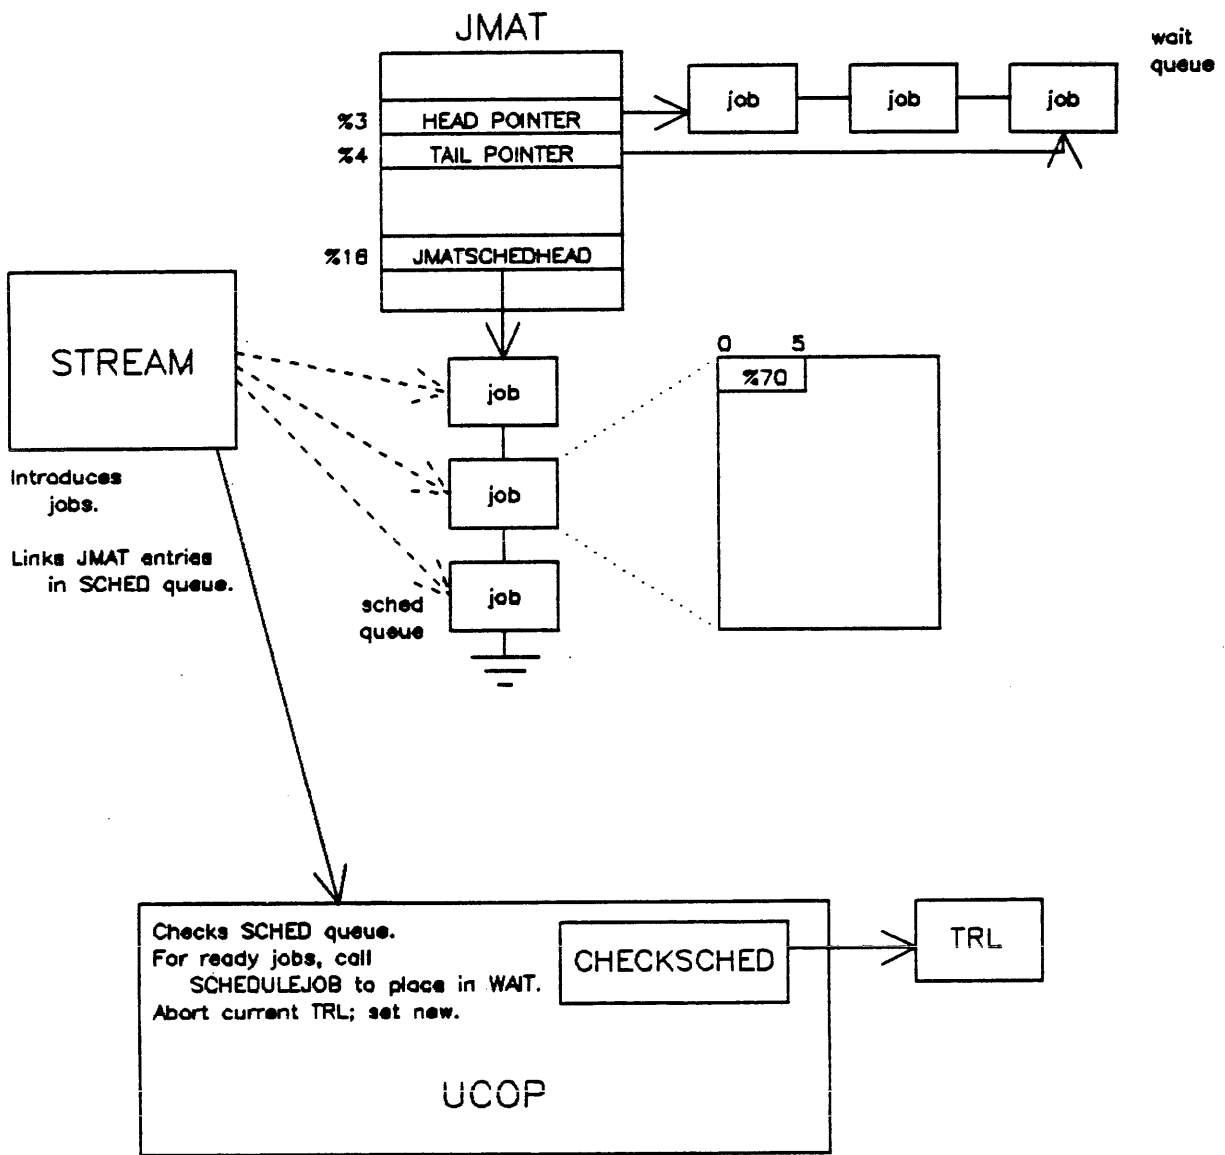 JMAT
wait
queue
job
job
job
%3
HEAD POINTER
%4
TAIL POINTER
%16
JMATSCHEDHEAD
STREAM
Introduces
jobs.
Links JMAT entries
in SCHED queue.
job
job
job
sched
queue
0 5
%70
Checks SCHED queue.
For ready jobs, call
SCHEDULEJOB to place in WAIT.
Abort current TRL; set new.
CHECKSCHED
TRL
UCOP